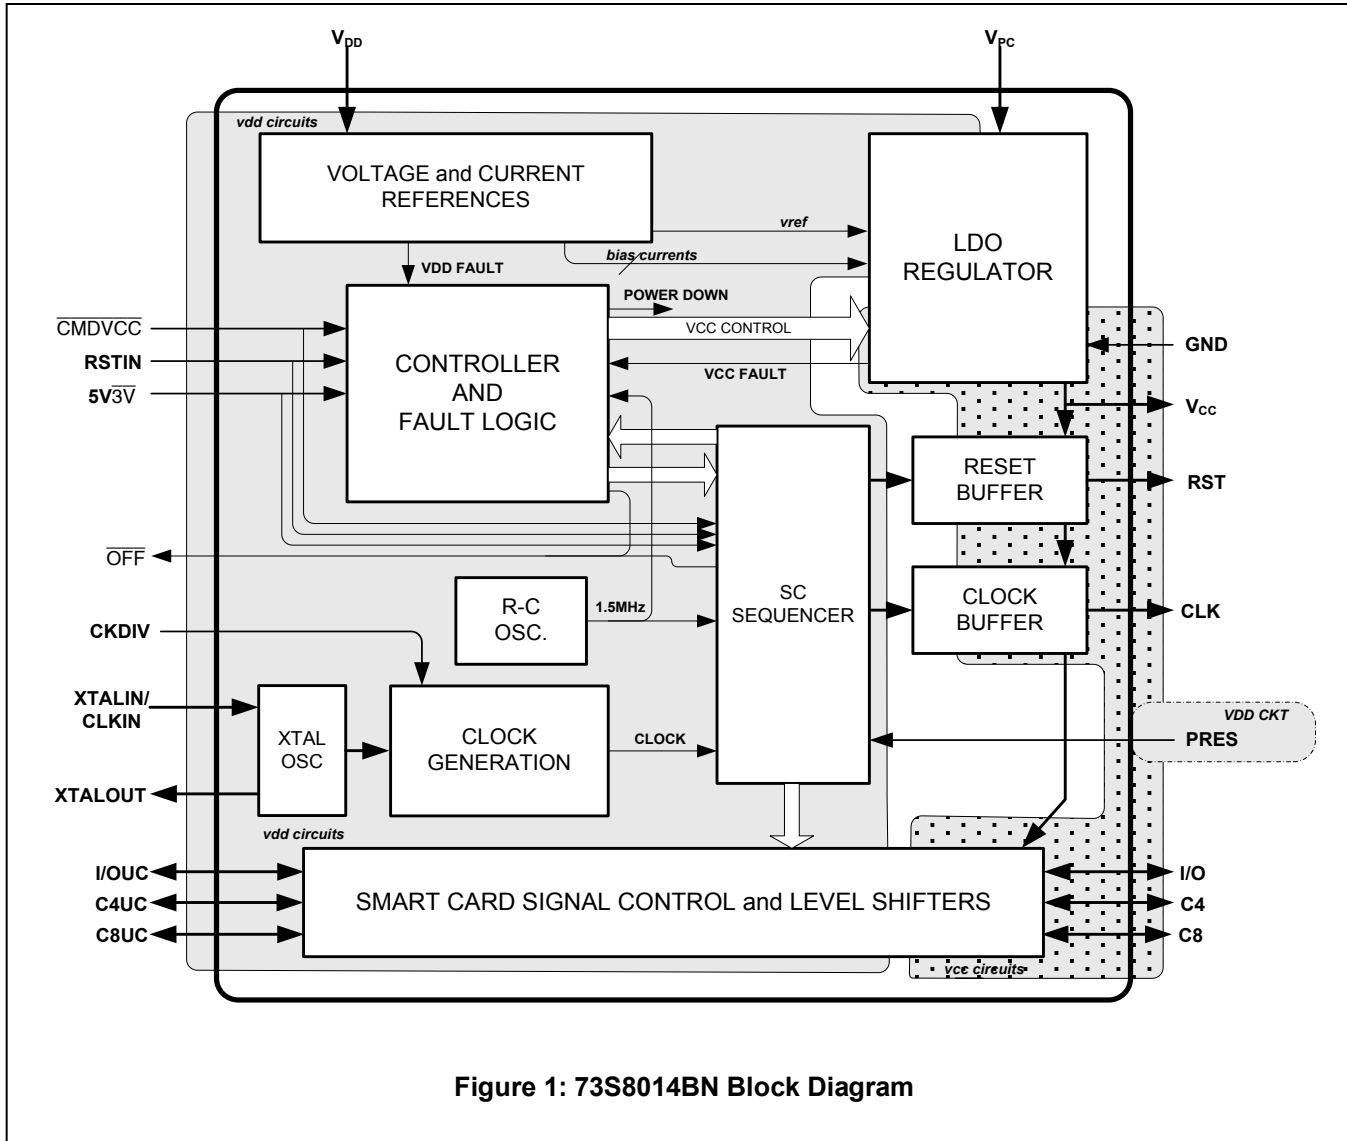 VDD
VPC
vdd circuits
VOLTAGE and CURRENT
REFERENCES
vref
bias currents
LDO
REGULATOR
VDD FAULT
POWER DOWN
VCC CONTROL
VCC FAULT
CMDVCC
RSTIN
5V3V
CONTROLLER
AND
FAULT LOGIC
GND
VCC
RESET
BUFFER
RST
OFF
R-C
OSC.
1.5MHz
SC
SEQUENCER
CLOCK
BUFFER
CLK
CKDIV
XTALIN/
CLKIN
XTAL
OSC
CLOCK
GENERATION
CLOCK
VDD CKT
PRES
XTALOUT
vdd circuits
I/OUC
C4UC
C8UC
SMART CARD SIGNAL CONTROL and LEVEL SHIFTERS
I/O
C4
C8
vcc circuits
Figure 1: 73S8014BN Block Diagram